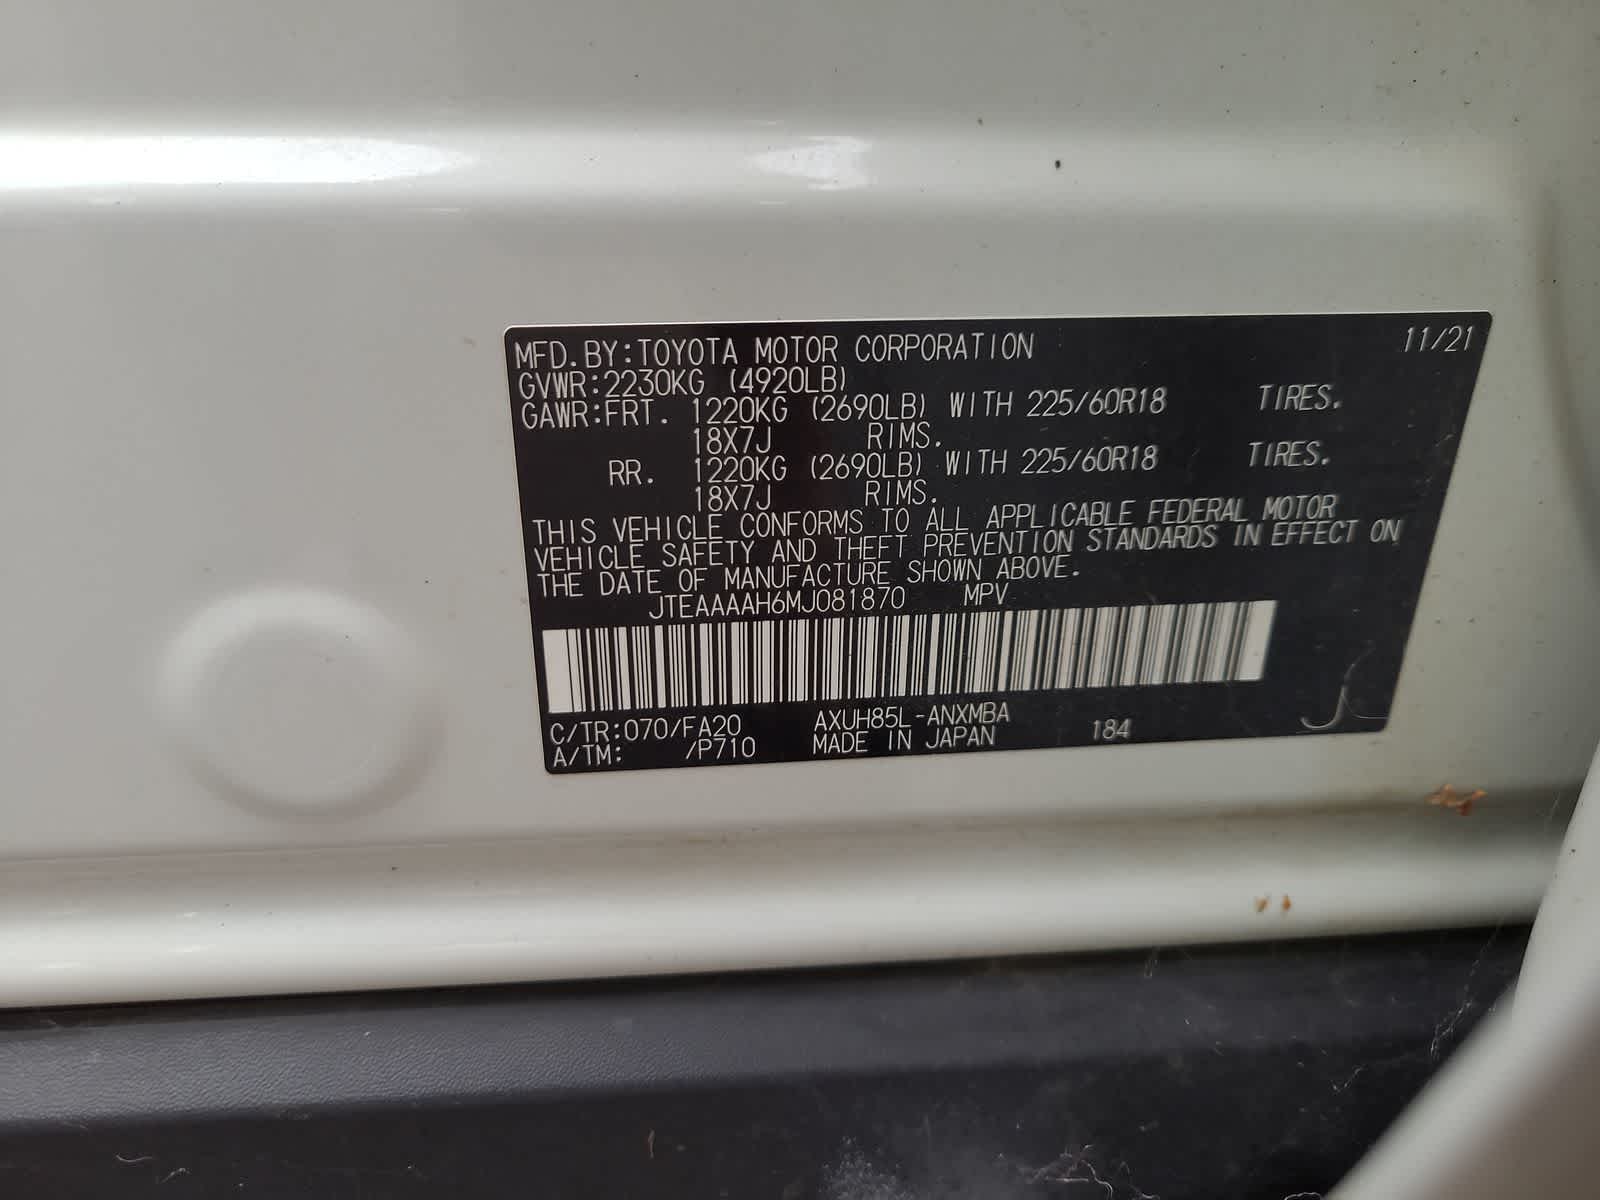 MFD. BY:TOYOTA MOTOR CORPORATION 11/21
GVWR:2230KG (4920LB)
GAWR:FRT. 1220KG (2690LB) WITH 225/60R18 TIRES.
18X7J RIMS.
RR. 1220KG (2690LB) WITH 225/60R18 TIRES.
18X7J RIMS.
THIS VEHICLE CONFORMS TO ALL APPLICABLE FEDERAL MOTOR
VEHICLE SAFETY AND THEFT PREVENTION STANDARDS IN EFFECT ON
THE DATE OF MANUFACTURE SHOWN ABOVE.
JTEAAAAH6MJ081870 MPV
C/TR:070/FA20 AXUH85L-ANXMBA 184
A/TM: /P710 MADE IN JAPAN